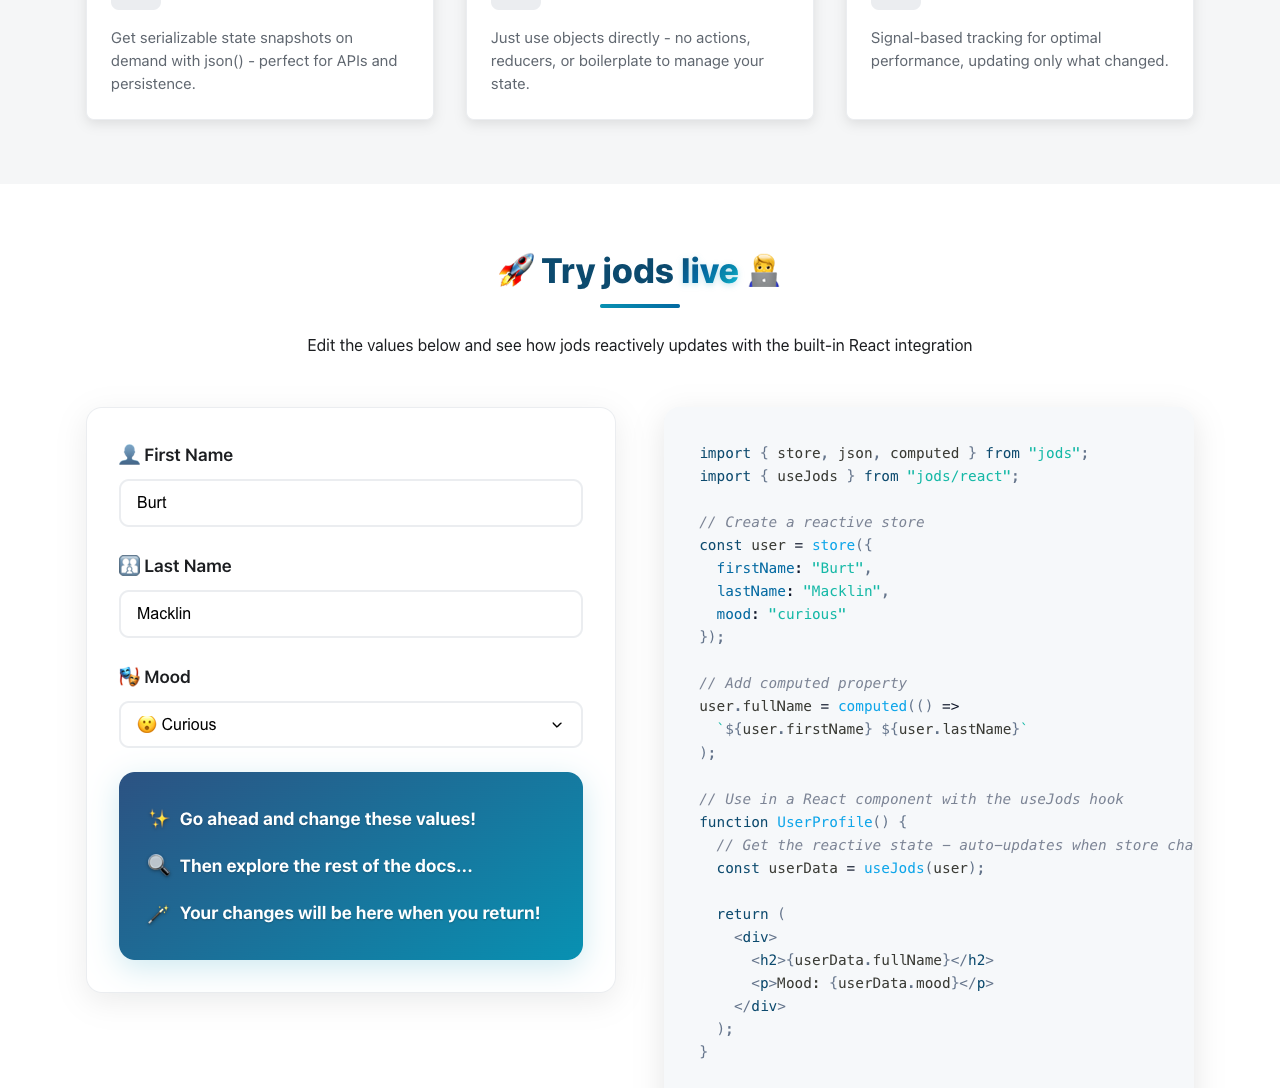 Get serializable state snapshots on
demand with json() - perfect for APIs and
persistence.
Just use objects directly - no actions,
reducers, or boilerplate to manage your
state.
Signal-based tracking for optimal
performance, updating only what changed.
🚀 Try jods live 🧑‍💻
Edit the values below and see how jods reactively updates with the built-in React integration
👤 First Name
Burt
Last Name
Macklin
🎭 Mood
😮 Curious
✨ Go ahead and change these values!
🔍 Then explore the rest of the docs...
🪄 Your changes will be here when you return!
import { store, json, computed } from "jods";
import { useJods } from "jods/react";

// Create a reactive store
const user = store({
  firstName: "Burt",
  lastName: "Macklin",
  mood: "curious"
});

// Add computed property
user.fullName = computed(() =>
  `${user.firstName} ${user.lastName}`
);

// Use in a React component with the useJods hook
function UserProfile() {
  // Get the reactive state – auto-updates when store cha
  const userData = useJods(user);

  return (
    <div>
      <h2>{userData.fullName}</h2>
      <p>Mood: {userData.mood}</p>
    </div>
  );
}